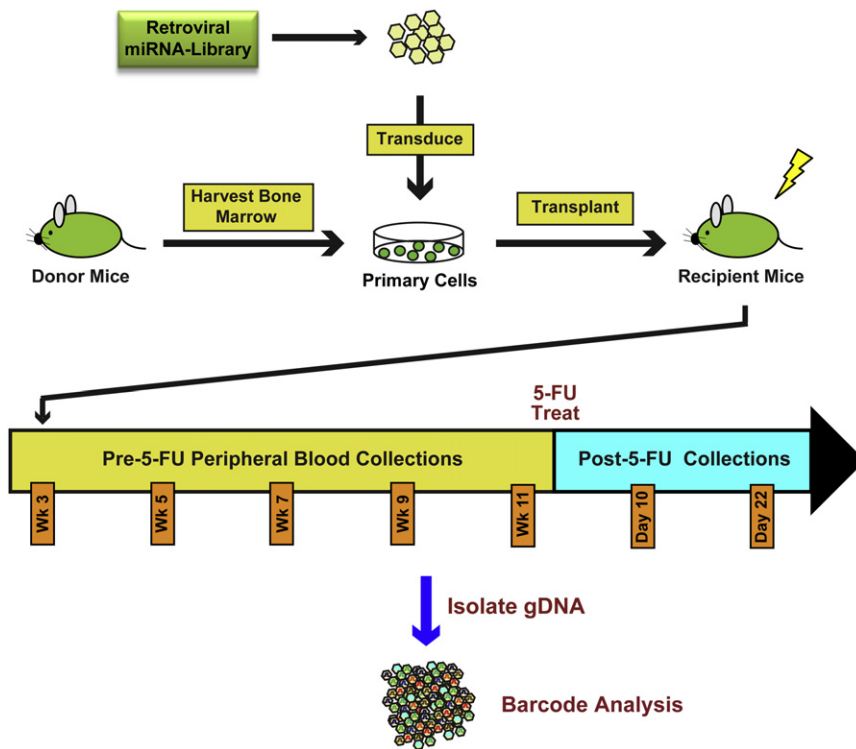 Retroviral
miRNA-Library
Transduce
Harvest Bone
Marrow
Transplant
Donor Mice
Primary Cells
Recipient Mice
5-FU
Treat
Pre-5-FU Peripheral Blood Collections
Post-5-FU Collections
Wk 3
Wk 5
Wk 7
Wk 9
Wk 11
Day 10
Day 22
Isolate gDNA
Barcode Analysis